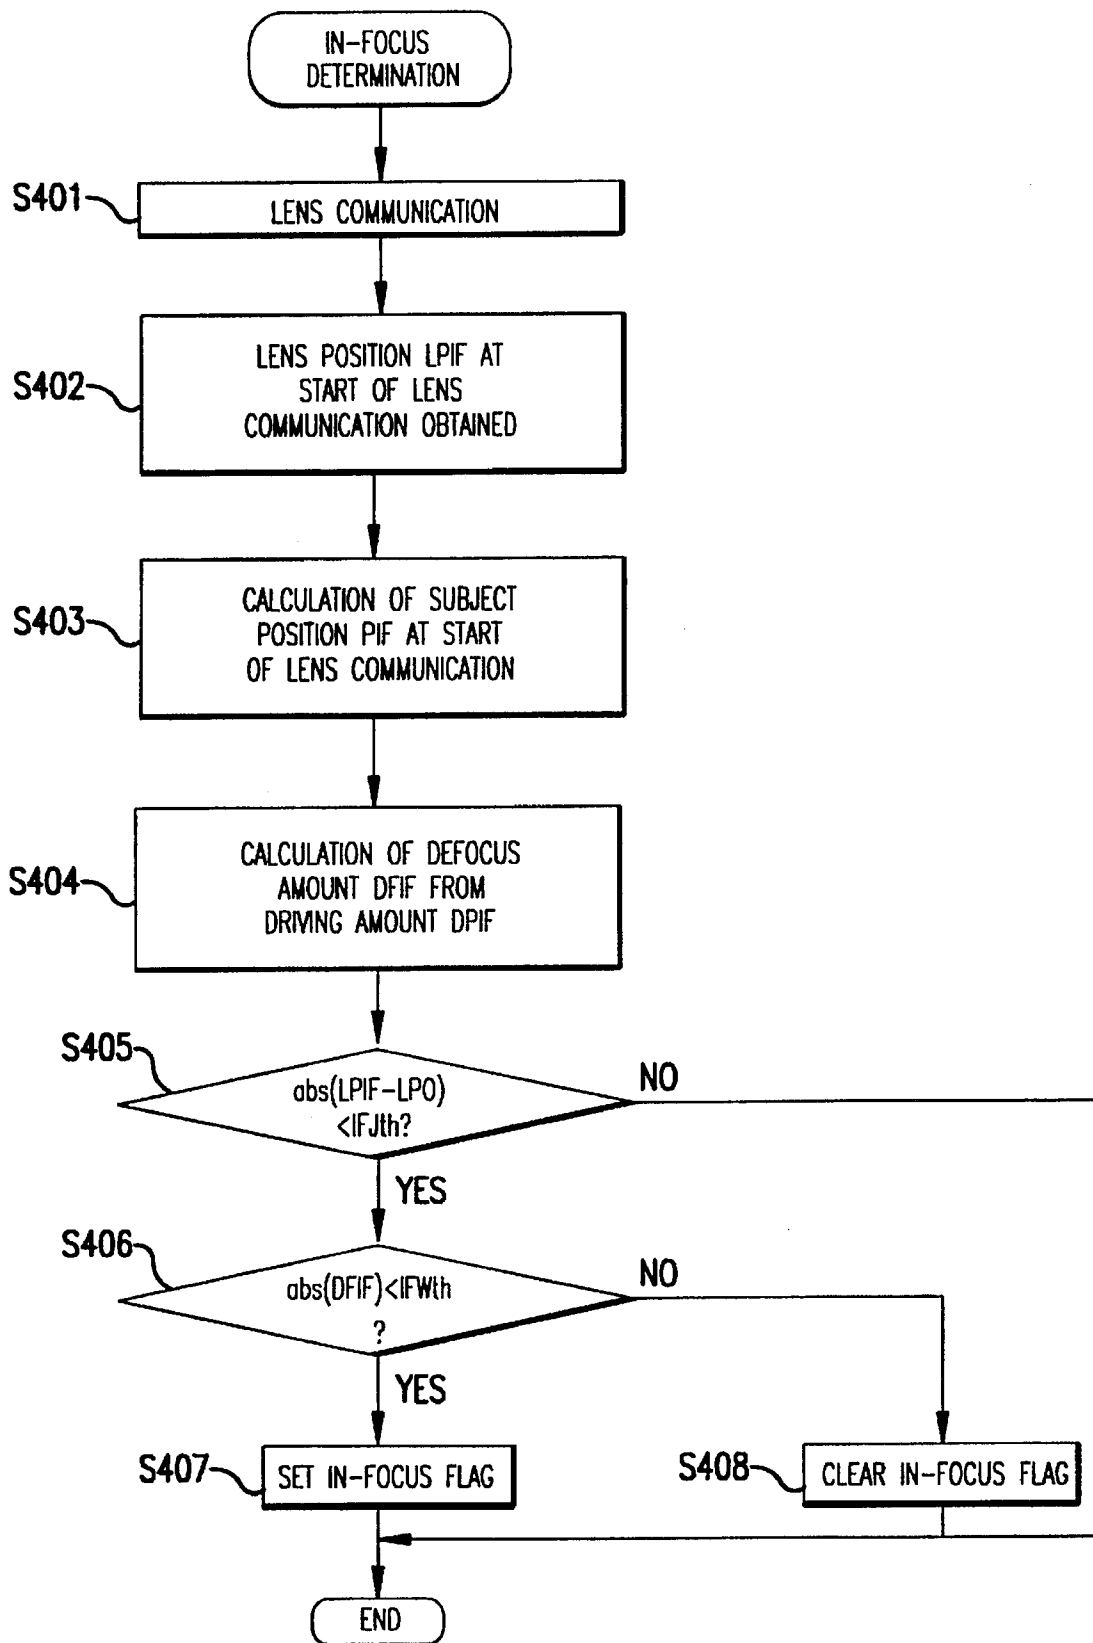 IN-FOCUS
DETERMINATION
S401
LENS COMMUNICATION
S402
LENS POSITION LPIF AT
START OF LENS
COMMUNICATION OBTAINED
S403
CALCULATION OF SUBJECT
POSITION PIF AT START
OF LENS COMMUNICATION
S404
CALCULATION OF DEFOCUS
AMOUNT DFIF FROM
DRIVING AMOUNT DPIF
S405
abs(LPIF-LPO)
<IFJth?
NO
YES
S406
abs(DFIF)<IFWth
?
NO
YES
S407
SET IN-FOCUS FLAG
S408
CLEAR IN-FOCUS FLAG
END